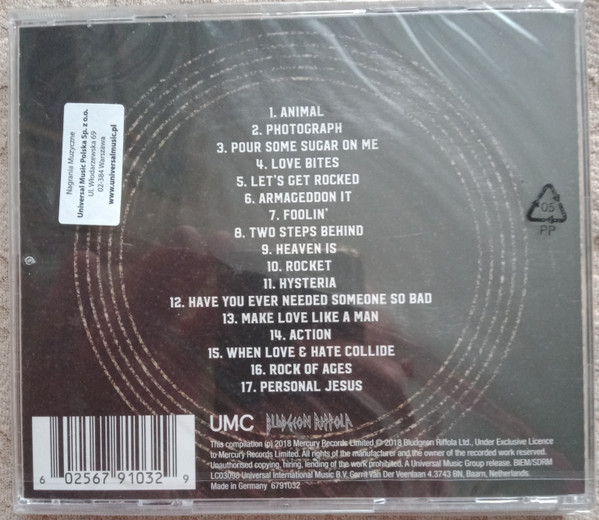 1. ANIMAL
2. PHOTOGRAPH
3. POUR SOME SUGAR ON ME
4. LOVE BITES
5. LET'S GET ROCKED
6. ARMAGEDDON IT
7. FOOLIN'
8. TWO STEPS BEHIND
9. HEAVEN IS
10. ROCKET
11. HYSTERIA
12. HAVE YOU EVER NEEDED SOMEONE SO BAD
13. MAKE LOVE LIKE A MAN
14. ACTION
15. WHEN LOVE & HATE COLLIDE
16. ROCK OF AGES
17. PERSONAL JESUS
Nagrania Muzyczne
Universal Music Polska Sp. z o.o.
Ul. Włodarzewska 69
02-384 Warszawa
www.universalmusic.pl
05
PP
UMC BLUDGEON RIFFOLA
This compilation (p) 2018 Mercury Records Limited © 2018 Bludgeon Riffola Ltd., Under Exclusive Licence
to Mercury Records Limited. All rights of the manufacturer and the owner of the recorded work reserved.
Unauthorised copying, hiring, lending of the work prohibited. A Universal Music Group release. BIEM/SDRM
LC03098 Universal International Music B.V, Gerrit Van Der Veenlaan 4.3743 BN, Baarn, Netherlands.
Made in Germany 6791032
6 02567 91032 9